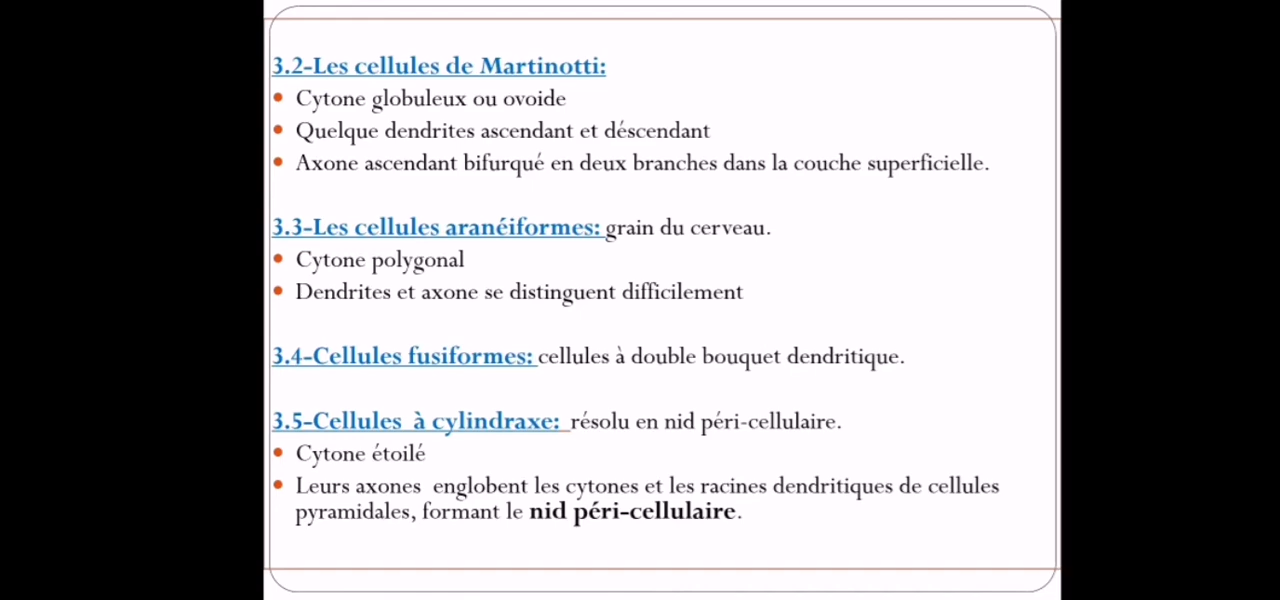 3.2-Les cellules de Martinotti:
• Cytone globuleux ou ovoide
• Quelque dendrites ascendant et déscendant
• Axone ascendant bifurqué en deux branches dans la couche superficielle.
3.3-Les cellules aranéiformes: grain du cerveau.
• Cytone polygonal
• Dendrites et axone se distinguent difficilement
3.4-Cellules fusiformes: cellules à double bouquet dendritique.
3.5-Cellules à cylindraxe: résolu en nid péri-cellulaire.
• Cytone étoilé
• Leurs axones englobent les cytones et les racines dendritiques de cellules
pyramidales, formant le nid péri-cellulaire.